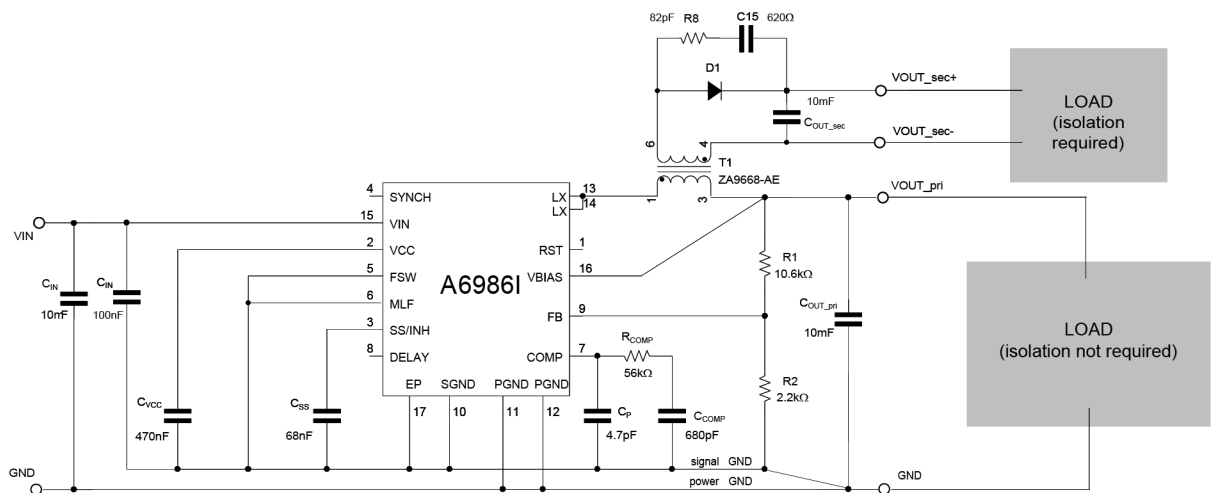 82pF R8 C15 620Ω
D1
VOUT_sec+
10mF
COUT_sec
LOAD
(isolation
required)
VOUT_sec-
6 4
T1
ZA9668-AE
1 3
VOUT_pri
4 SYNCH
LX 13
LX 14
15 VIN
VIN
2 VCC
RST 1
5 FSW
VBIAS 16
A6986I
R1
10.6kΩ
CIN
10mF
CIN
100nF
6 MLF
FB 9
3 SS/INH
COUT_pri
10mF
LOAD
(isolation not required)
8 DELAY
COMP 7
RCOMP
56kΩ
R2
2.2kΩ
EP SGND PGND PGND
17 10 11 12
CVCC
470nF
CSS
68nF
CP
4.7pF
CCOMP
680pF
signal GND
GND
power GND
GND